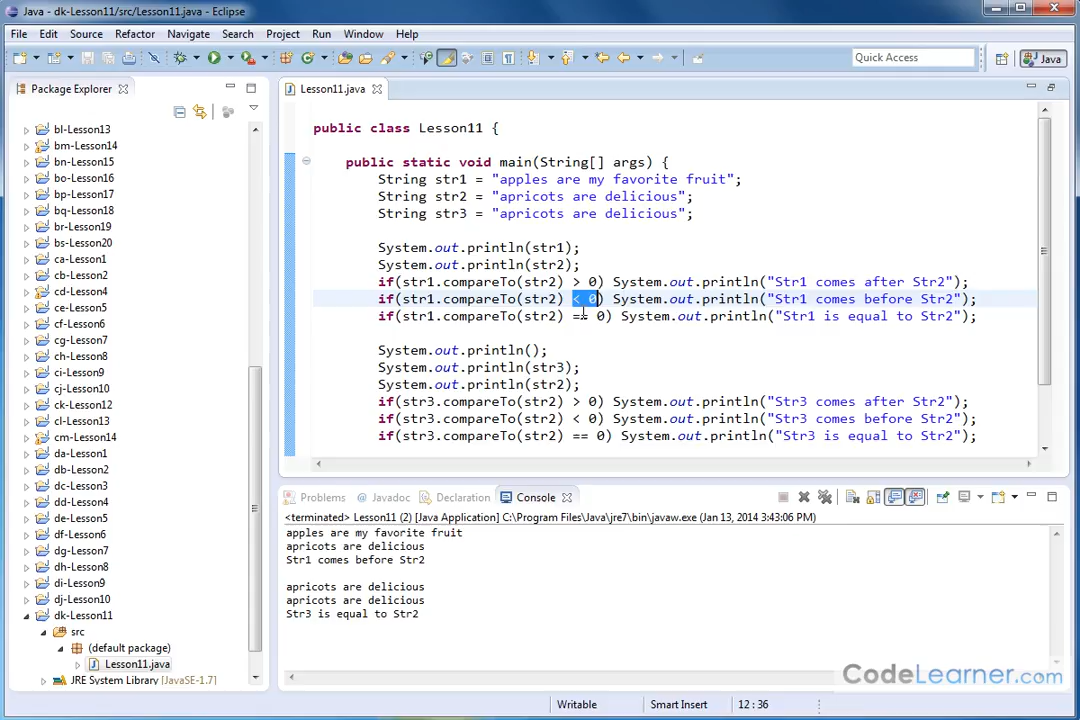 Java - dk-Lesson11/src/Lesson11.java - Eclipse
File Edit Source Refactor Navigate Search Project Run Window Help
Quick Access
Java
Package Explorer
Lesson11.java
bl-Lesson13
bm-Lesson14
bn-Lesson15
bo-Lesson16
bp-Lesson17
bq-Lesson18
br-Lesson19
bs-Lesson20
ca-Lesson1
cb-Lesson2
cd-Lesson4
ce-Lesson5
cf-Lesson6
cg-Lesson7
ch-Lesson8
ci-Lesson9
cj-Lesson10
ck-Lesson12
cl-Lesson13
cm-Lesson14
da-Lesson1
db-Lesson2
dc-Lesson3
dd-Lesson4
de-Lesson5
df-Lesson6
dg-Lesson7
dh-Lesson8
di-Lesson9
dj-Lesson10
dk-Lesson11
src
(default package)
Lesson11.java
JRE System Library [JavaSE-1.7]
public class Lesson11 {
public static void main(String[] args) {
String str1 = "apples are my favorite fruit";
String str2 = "apricots are delicious";
String str3 = "apricots are delicious";
System.out.println(str1);
System.out.println(str2);
if(str1.compareTo(str2) > 0) System.out.println("Str1 comes after Str2");
if(str1.compareTo(str2) < 0) System.out.println("Str1 comes before Str2");
if(str1.compareTo(str2) == 0) System.out.println("Str1 is equal to Str2");
System.out.println();
System.out.println(str3);
System.out.println(str2);
if(str3.compareTo(str2) > 0) System.out.println("Str3 comes after Str2");
if(str3.compareTo(str2) < 0) System.out.println("Str3 comes before Str2");
if(str3.compareTo(str2) == 0) System.out.println("Str3 is equal to Str2");
Problems @ Javadoc Declaration Console
<terminated> Lesson11 (2) [Java Application] C:\Program Files\Java\jre7\bin\javaw.exe (Jan 13, 2014 3:43:06 PM)
apples are my favorite fruit
apricots are delicious
Str1 comes before Str2
apricots are delicious
apricots are delicious
Str3 is equal to Str2
CodeLearner.com
Writable Smart Insert 12 : 36